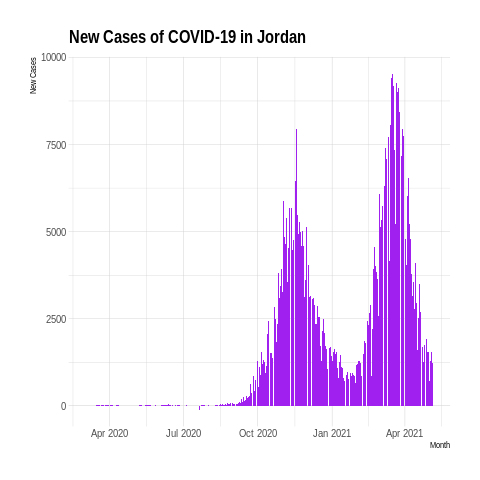 New Cases of COVID-19 in Jordan
New Cases
10000
7500
5000
2500
0
Apr 2020 Jul 2020 Oct 2020 Jan 2021 Apr 2021
Month